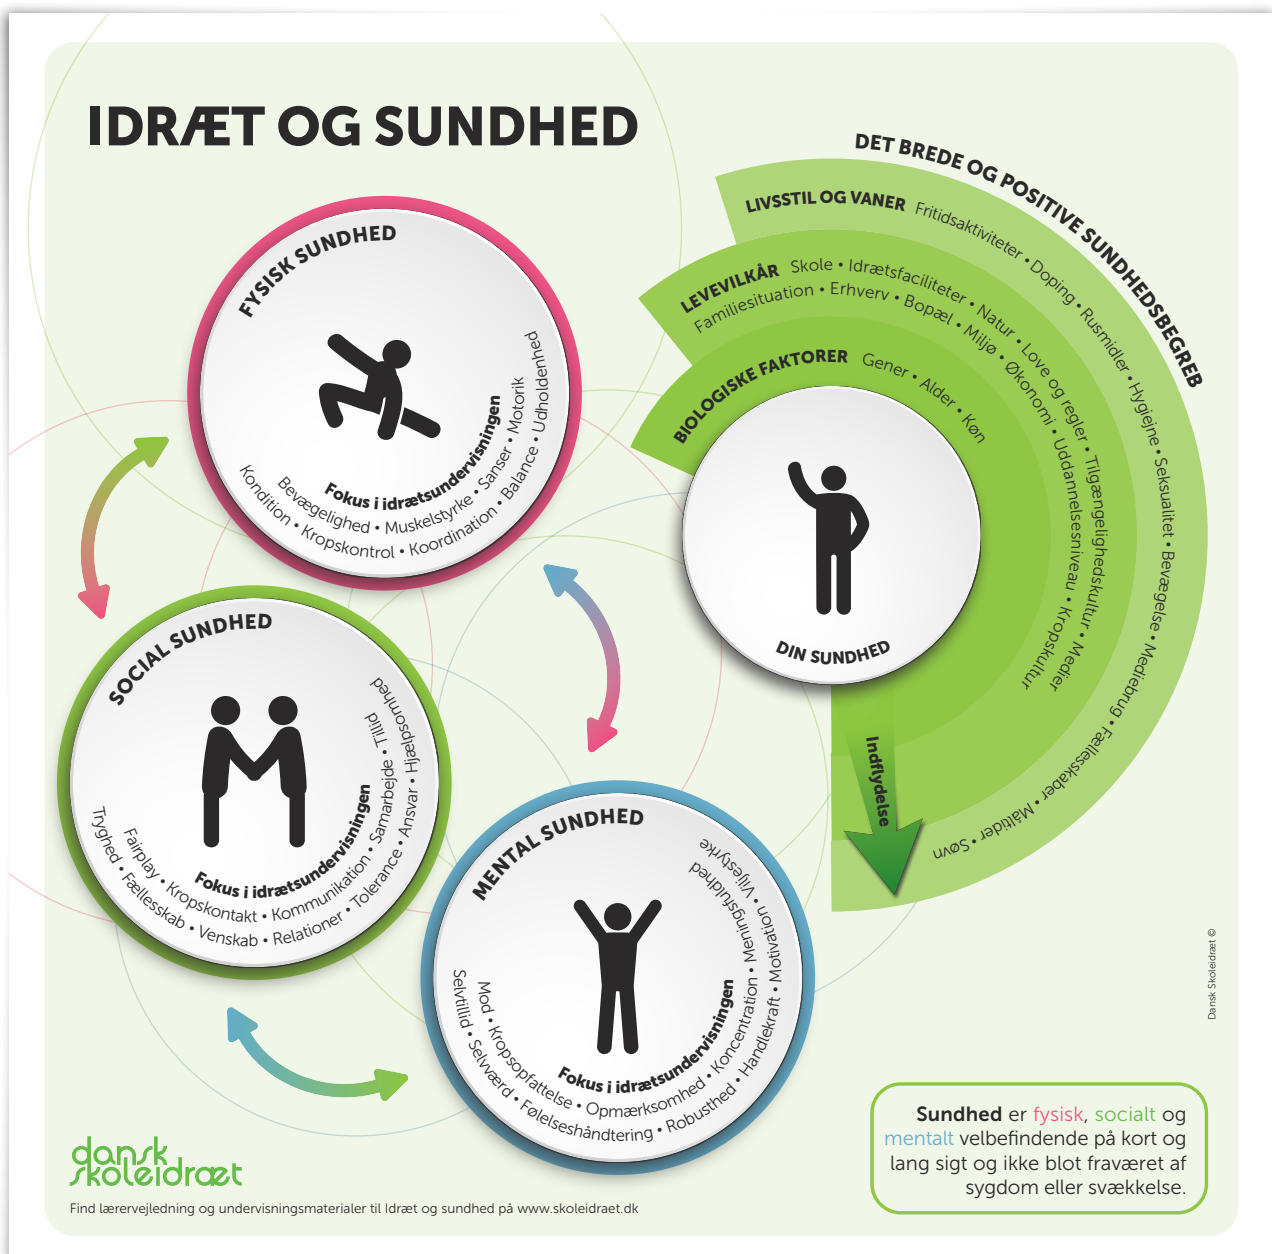 IDRÆT OG SUNDHED
DET BREDE OG POSITIVE SUNDHEDSBEGREB
LIVSSTIL OG VANER Fritidsaktiviteter • Doping • Rusmidler • Hygiejne • Seksualitet • Bevægelse • Mediebrug • Fællesskaber • Måltider • Søvn
LEVEVILKÅR Skole • Idrætsfaciliteter • Natur • Love og regler • Tilgængelighedskultur • Medier
Familiesituation • Erhverv • Bopæl • Miljø • Økonomi • Uddannelsesniveau • Kropskultur
BIOLOGISKE FAKTORER Gener • Alder • Køn
DIN SUNDHED
Indflydelse
FYSISK SUNDHED
Fokus i idrætsundervisningen
Bevægelighed • Muskelstyrke • Sanser • Motorik
Kondition • Kropskontrol • Koordination • Balance • Udholdenhed
SOCIAL SUNDHED
Fokus i idrætsundervisningen
Fairplay • Kropskontakt • Kommunikation • Samarbejde • Tillid
Tryghed • Fællesskab • Venskab • Relationer • Tolerance • Ansvar • Hjælpsomhed
MENTAL SUNDHED
Fokus i idrætsundervisningen
Mod • Kropsopfattelse • Opmærksomhed • Koncentration • Meningsfuldhed
Selvtillid • Selvværd • Følelseshåndtering • Robusthed • Handlekraft • Motivation • Viljestyrke
Dansk Skoleidræt ©
Sundhed er fysisk, socialt og
mentalt velbefindende på kort og
lang sigt og ikke blot fraværet af
sygdom eller svækkelse.
dansk
skoleidræt
Find lærervejledning og undervisningsmaterialer til Idræt og sundhed på www.skoleidraet.dk